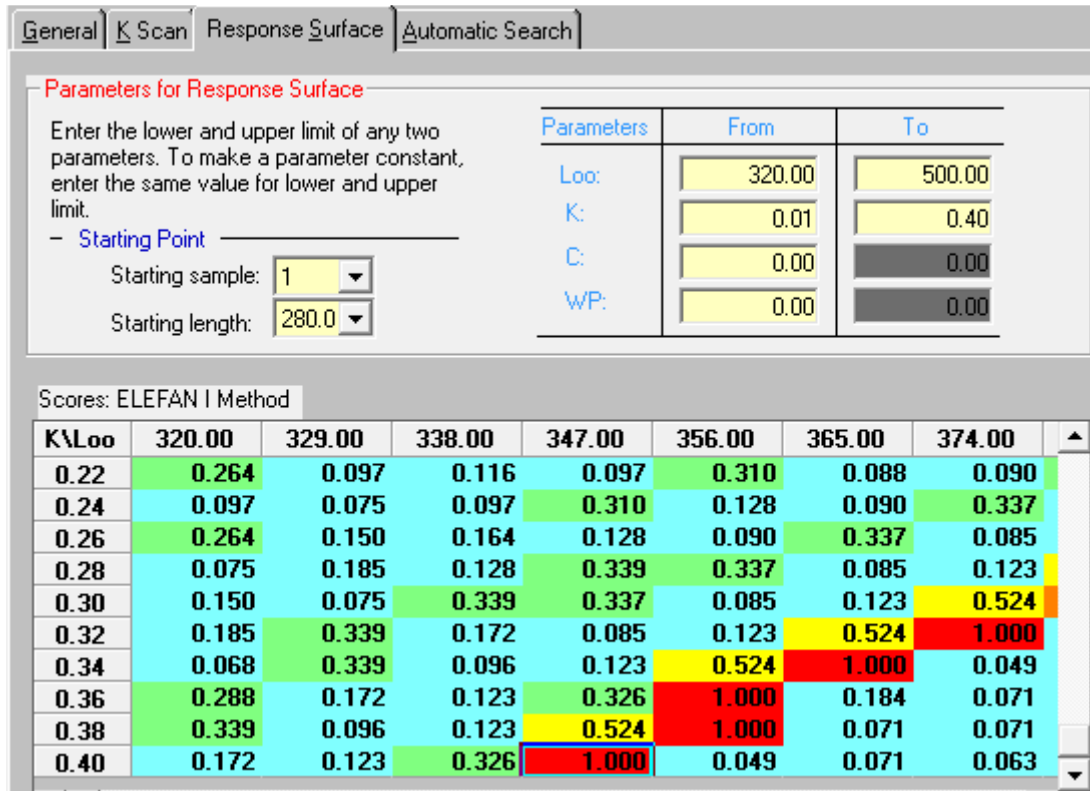 General K Scan Response Surface Automatic Search
Parameters for Response Surface
Enter the lower and upper limit of any two
parameters. To make a parameter constant,
enter the same value for lower and upper
limit.
Starting Point
Starting sample: 1
Starting length: 280.0
Parameters From To
Loo: 320.00 500.00
K: 0.01 0.40
C: 0.00 0.00
WP: 0.00 0.00
Scores: ELEFAN I Method
K\Loo 320.00 329.00 338.00 347.00 356.00 365.00 374.00
0.22 0.264 0.097 0.116 0.097 0.310 0.088 0.090
0.24 0.097 0.075 0.097 0.310 0.128 0.090 0.337
0.26 0.264 0.150 0.164 0.128 0.090 0.337 0.085
0.28 0.075 0.185 0.128 0.339 0.337 0.085 0.123
0.30 0.150 0.075 0.339 0.337 0.085 0.123 0.524
0.32 0.185 0.339 0.172 0.085 0.123 0.524 1.000
0.34 0.068 0.339 0.096 0.123 0.524 1.000 0.049
0.36 0.288 0.172 0.123 0.326 1.000 0.184 0.071
0.38 0.339 0.096 0.123 0.524 1.000 0.071 0.071
0.40 0.172 0.123 0.326 1.000 0.049 0.071 0.063